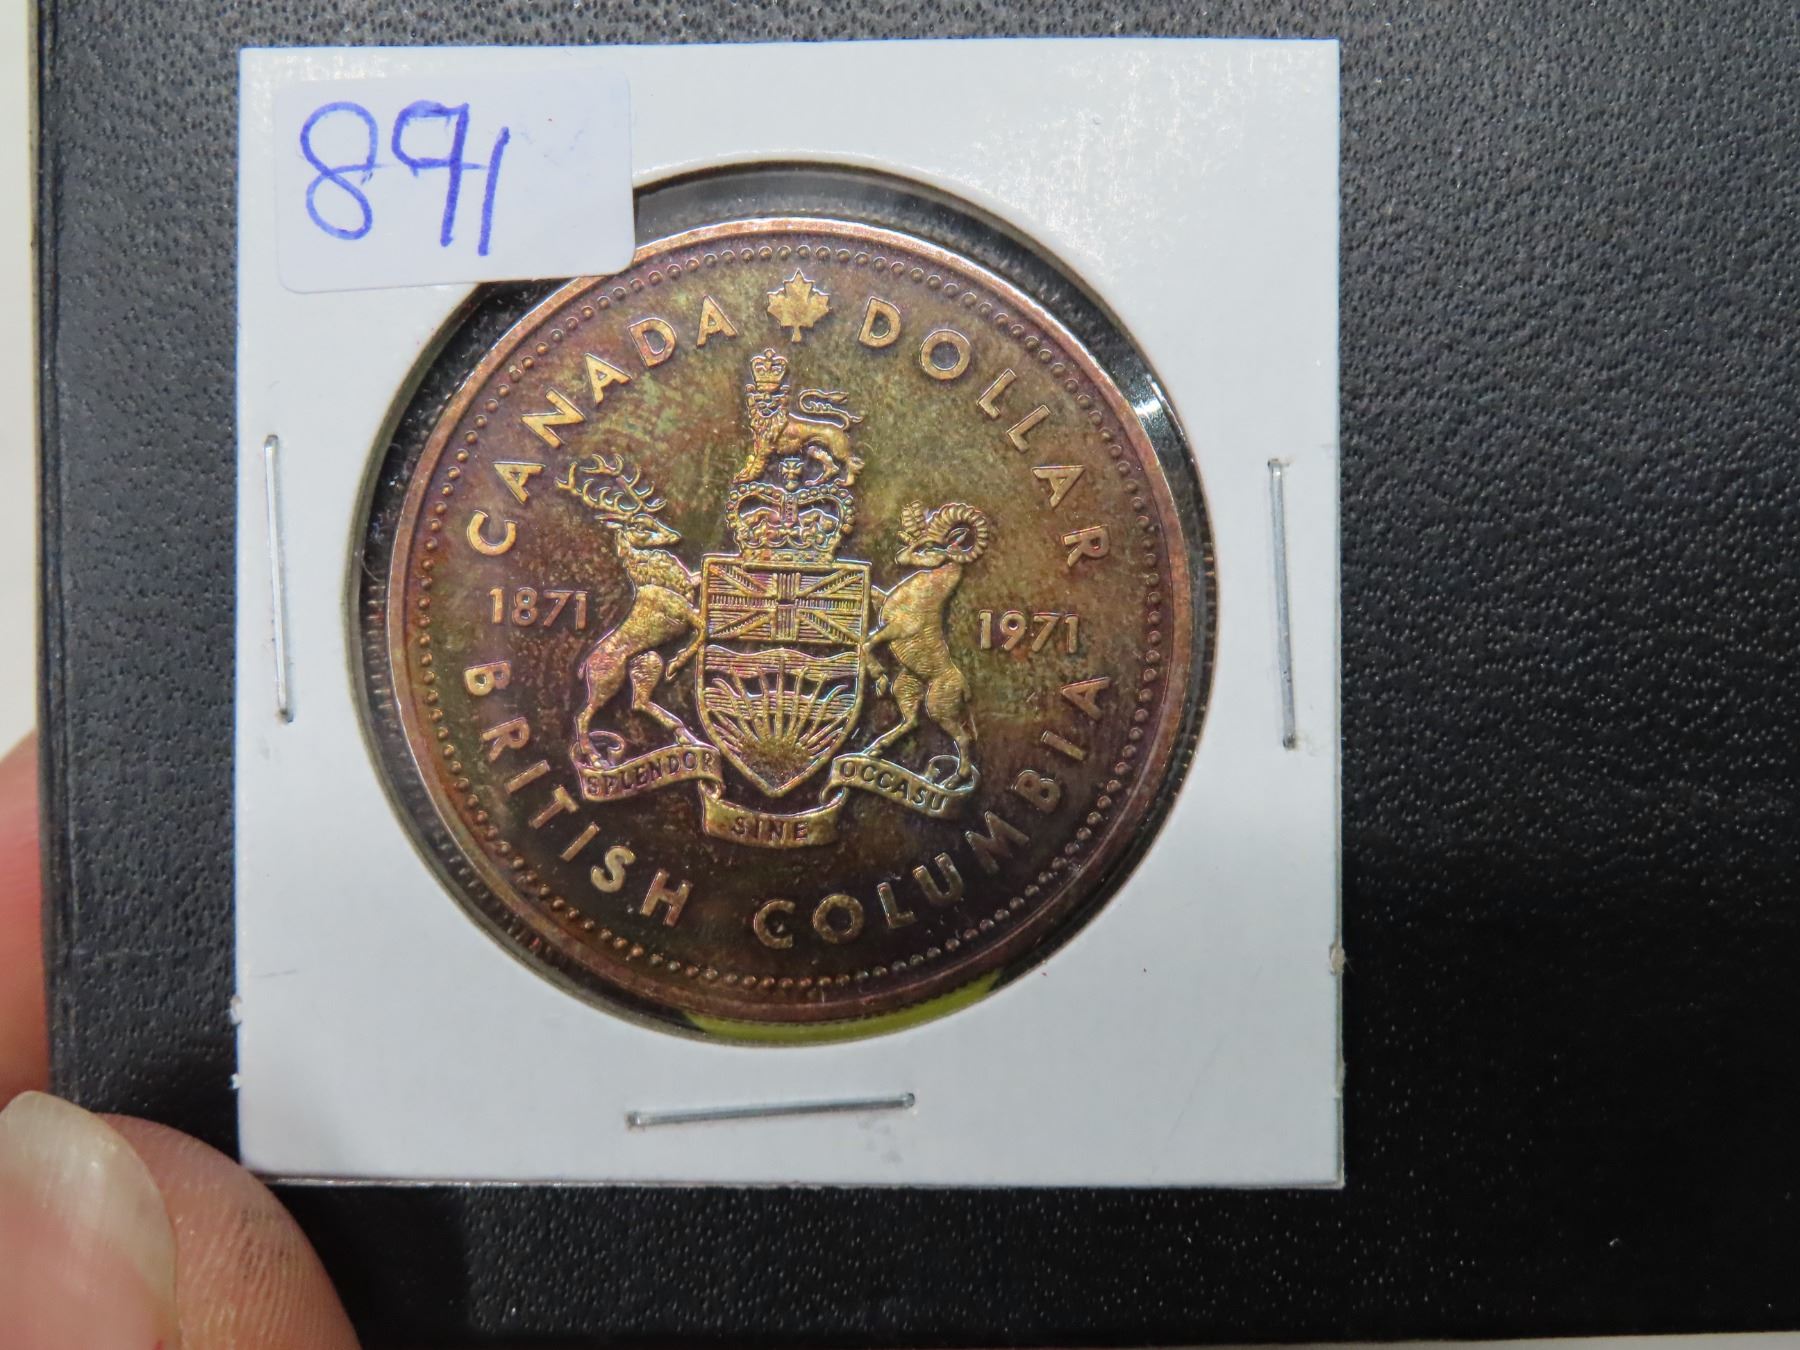 891
CANADA DOLLAR
1871 1971
SPLENDOR SINE OCCASU
BRITISH COLUMBIA